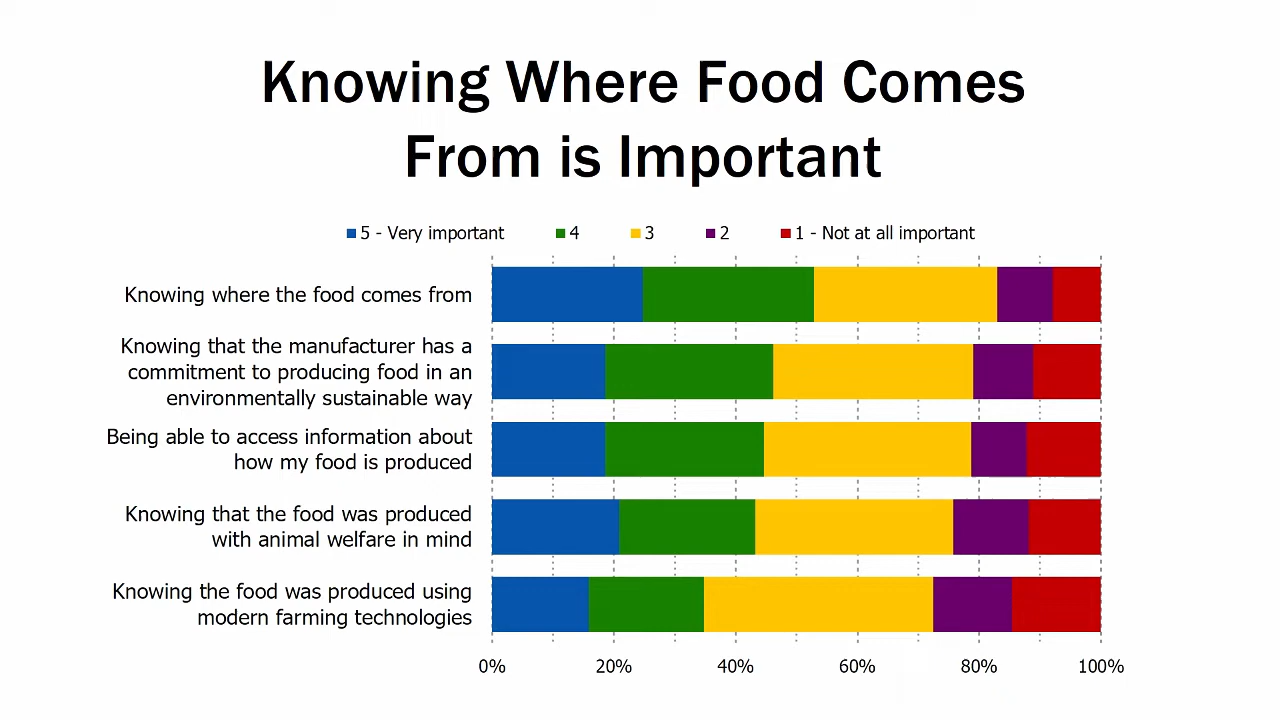 Knowing Where Food Comes
From is Important
5 - Very important 4 3 2 1 - Not at all important
Knowing where the food comes from
Knowing that the manufacturer has a
commitment to producing food in an
environmentally sustainable way
Being able to access information about
how my food is produced
Knowing that the food was produced
with animal welfare in mind
Knowing the food was produced using
modern farming technologies
0% 20% 40% 60% 80% 100%